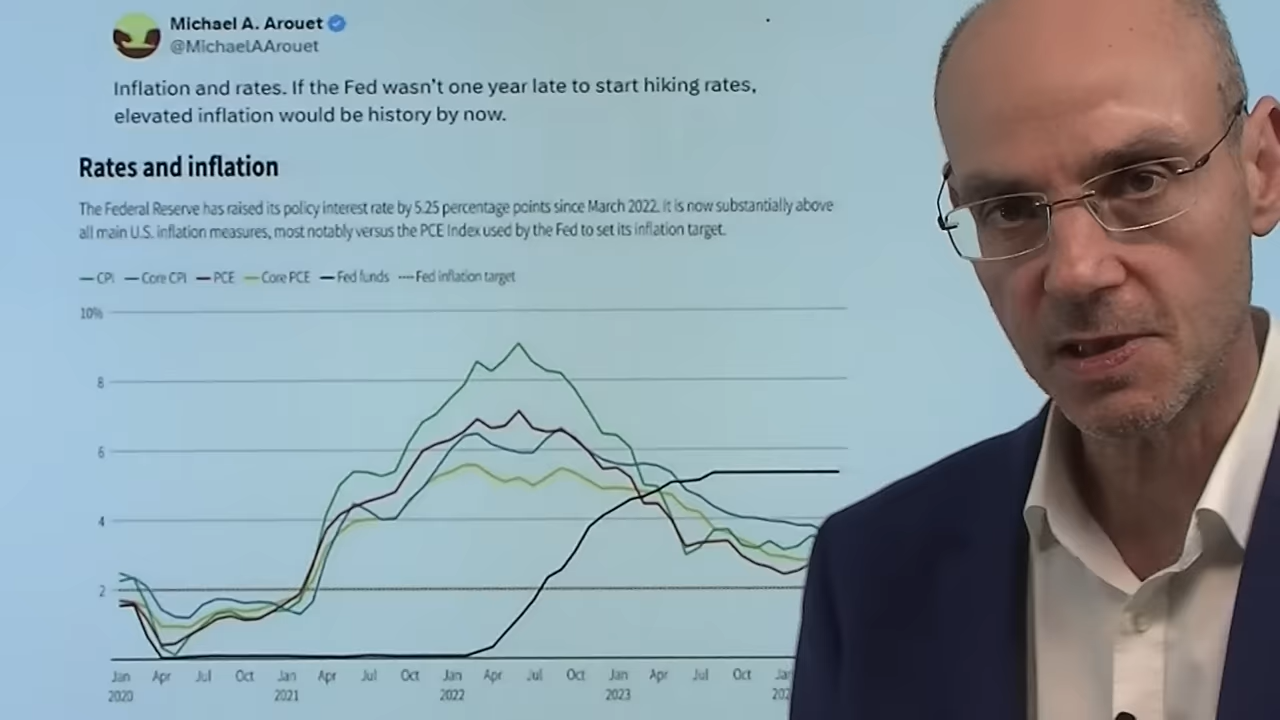 Michael A. Arouet
@MichaelAArouet
Inflation and rates. If the Fed wasn't one year late to start hiking rates,
elevated inflation would be history by now.
Rates and inflation
The Federal Reserve has raised its policy interest rate by 5.25 percentage points since March 2022. It is now substantially above
all main U.S. inflation measures, most notably versus the PCE Index used by the Fed to set its inflation target.
CPI Core CPI PCE Core PCE Fed funds Fed inflation target
10%
8
6
4
2
Jan Apr Jul Oct Jan Apr Jul Oct Jan Apr Jul Oct Jan Apr Jul Oct
2020 2021 2022 2023